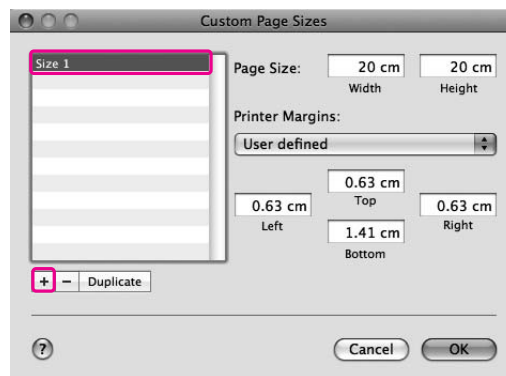 Custom Page Sizes
Size 1
Page Size: 20 cm 20 cm
Width Height
Printer Margins:
User defined
0.63 cm
Top
0.63 cm 0.63 cm
Left Right
1.41 cm
Bottom
+ − Duplicate
? Cancel OK